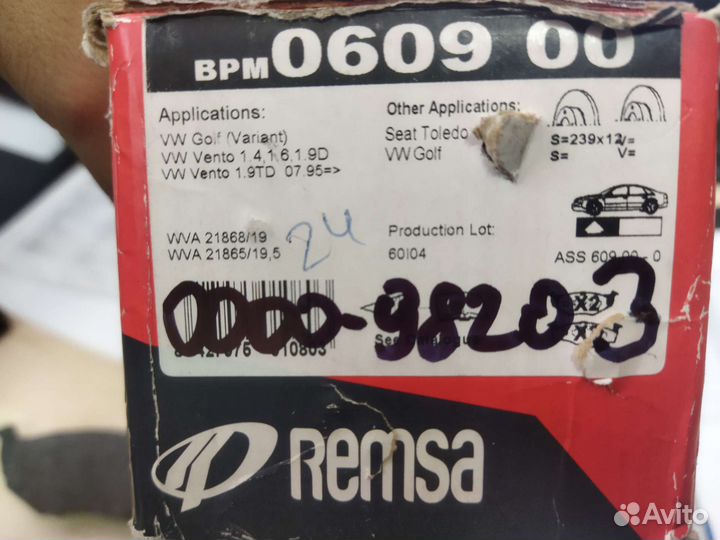 BPM 0609 00
Applications:
VW Golf (Variant)
VW Vento 1.4,1.6,1.9D
VW Vento 1.9TD 07.95=>
Other Applications
Seat Toledo
VW Golf
S=239x12 V=
S= V=
WVA 21868/19
WVA 21865/19,5
24
Production Lot:
60I04
ASS 609.00 - 0
0000-98203
X2
See
Remsa
Avito